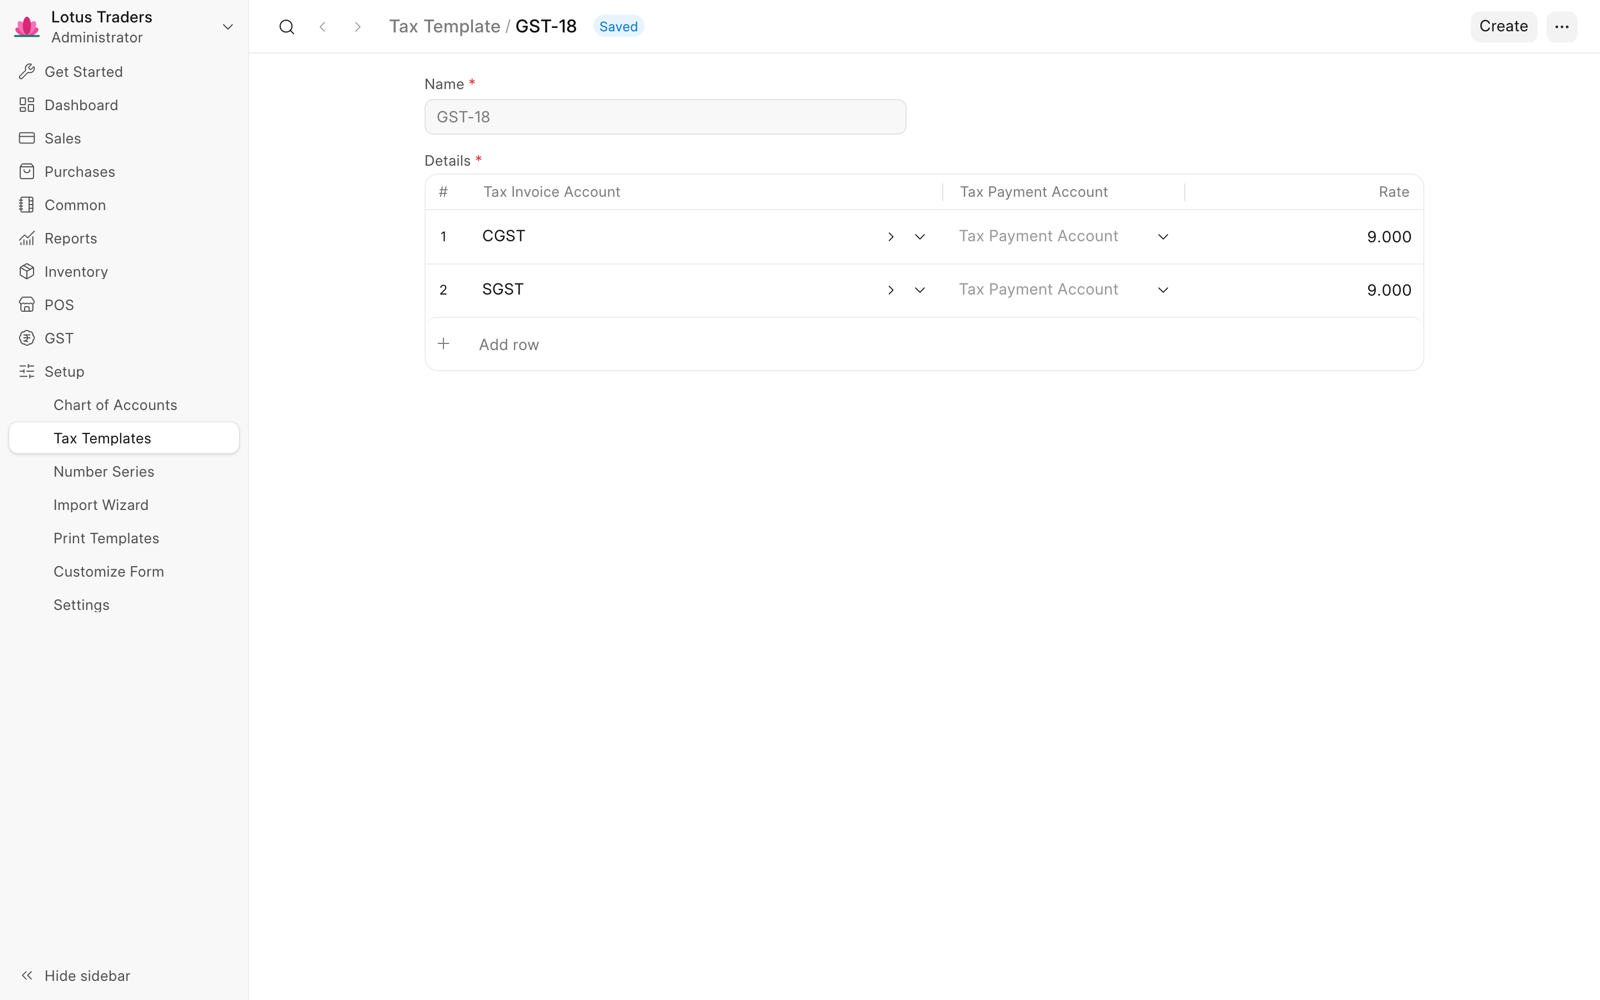 Lotus Traders
Administrator
Get Started
Dashboard
Sales
Purchases
Common
Reports
Inventory
POS
GST
Setup
Chart of Accounts
Tax Templates
Number Series
Import Wizard
Print Templates
Customize Form
Settings
Hide sidebar
Tax Template / GST-18 Saved
Create ...
Name *
GST-18
Details *
# Tax Invoice Account Tax Payment Account Rate
1 CGST Tax Payment Account 9.000
2 SGST Tax Payment Account 9.000
+ Add row